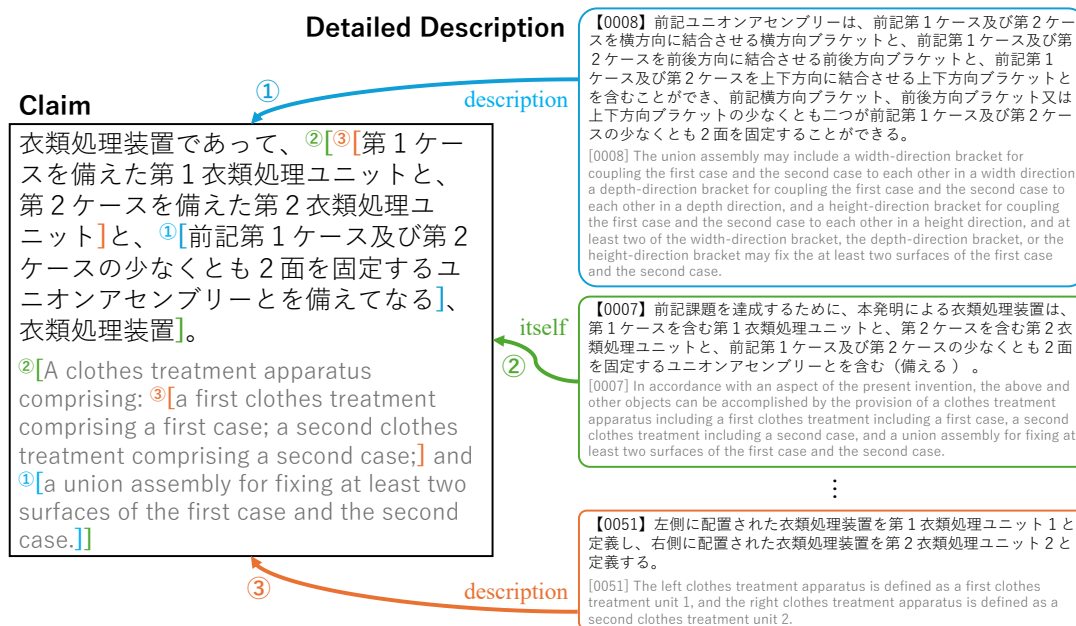 Detailed Description
Claim
①
description
衣類処理装置であって、②[③[第１ケー
スを備えた第１衣類処理ユニットと、
第２ケースを備えた第２衣類処理ユ
ニット]と、①[前記第１ケース及び第２
ケースの少なくとも２面を固定するユ
ニオンアセンブリーとを備えてなる]、
衣類処理装置]。
②[A clothes treatment apparatus
comprising: ③[a first clothes treatment
comprising a first case; a second clothes
treatment comprising a second case;] and
①[a union assembly for fixing at least two
surfaces of the first case and the second
case.]]
【0008】前記ユニオンアセンブリーは、前記第１ケース及び第２ケー
スを横方向に結合させる横方向ブラケットと、前記第１ケース及び第
２ケースを前後方向に結合させる前後方向ブラケットと、前記第１
ケース及び第２ケースを上下方向に結合させる上下方向ブラケットと
を含むことができ、前記横方向ブラケット、前後方向ブラケット又は
上下方向ブラケットの少なくとも二つが前記第１ケース及び第２ケー
スの少なくとも２面を固定することができる。
[0008] The union assembly may include a width-direction bracket for
coupling the first case and the second case to each other in a width direction,
a depth-direction bracket for coupling the first case and the second case to
each other in a depth direction, and a height-direction bracket for coupling
the first case and the second case to each other in a height direction, and at
least two of the width-direction bracket, the depth-direction bracket, or the
height-direction bracket may fix the at least two surfaces of the first case
and the second case.
itself
②
【0007】前記課題を達成するために、本発明による衣類処理装置は、
第１ケースを含む第１衣類処理ユニットと、第２ケースを含む第２衣
類処理ユニットと、前記第１ケース及び第２ケースの少なくとも２面
を固定するユニオンアセンブリーとを含む（備える）。
[0007] In accordance with an aspect of the present invention, the above and
other objects can be accomplished by the provision of a clothes treatment
apparatus including a first clothes treatment including a first case, a second
clothes treatment including a second case, and a union assembly for fixing at
least two surfaces of the first case and the second case.
⋮
③
description
【0051】左側に配置された衣類処理装置を第１衣類処理ユニット１と
定義し、右側に配置された衣類処理装置を第２衣類処理ユニット２と
定義する。
[0051] The left clothes treatment apparatus is defined as a first clothes
treatment unit 1, and the right clothes treatment apparatus is defined as a
second clothes treatment unit 2.